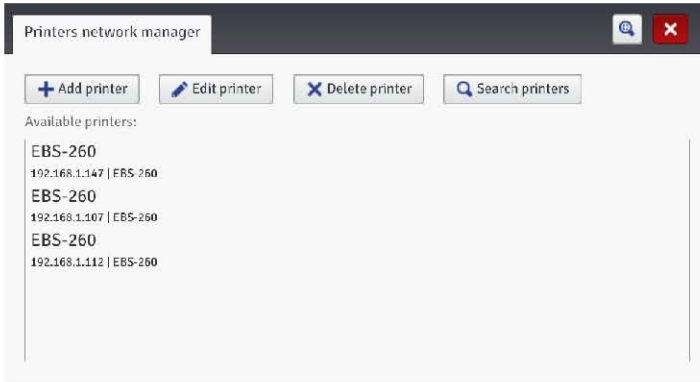 Printers network manager
Add printer Edit printer Delete printer Search printers
Available printers:
EBS-260
192.168.1.147 | EBS-260
EBS-260
192.168.1.107 | EBS-260
EBS-260
192.168.1.112 | EBS-260